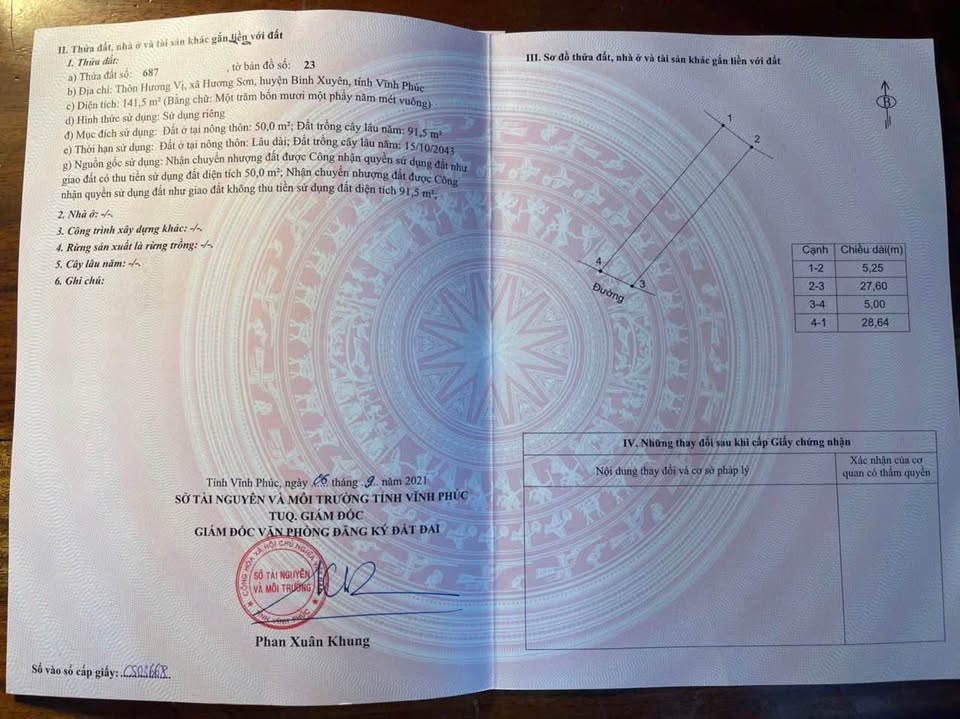 II. Thửa đất, nhà ở và tài sản khác gắn liền với đất
1. Thửa đất:
a) Thửa đất số: 687 , tờ bản đồ số: 23
b) Địa chỉ: Thôn Hương Vị, xã Hương Sơn, huyện Bình Xuyên, tỉnh Vĩnh Phúc
c) Diện tích: 141,5 m² (Bằng chữ: Một trăm bốn mươi một phẩy năm mét vuông)
d) Hình thức sử dụng: Sử dụng riêng
đ) Mục đích sử dụng: Đất ở tại nông thôn: 50,0 m²; Đất trồng cây lâu năm: 91,5 m²
e) Thời hạn sử dụng: Đất ở tại nông thôn: Lâu dài; Đất trồng cây lâu năm: 15/10/2043
g) Nguồn gốc sử dụng: Nhận chuyển nhượng đất được Công nhận quyền sử dụng đất như
giao đất có thu tiền sử dụng đất diện tích 50,0 m²; Nhận chuyển nhượng đất được Công
nhận quyền sử dụng đất như giao đất không thu tiền sử dụng đất diện tích 91,5 m²;
2. Nhà ở: -/-.
3. Công trình xây dựng khác: -/-.
4. Rừng sản xuất là rừng trồng: -/-.
5. Cây lâu năm: -/-.
6. Ghi chú:
Tỉnh Vĩnh Phúc, ngày 06 tháng 9 năm 2021
SỞ TÀI NGUYÊN VÀ MÔI TRƯỜNG TỈNH VĨNH PHÚC
TUQ. GIÁM ĐỐC
GIÁM ĐỐC VĂN PHÒNG ĐĂNG KÝ ĐẤT ĐAI
CỘNG HÒA XÃ HỘI CHỦ NGHĨA
SỞ TÀI NGUYÊN
VÀ MÔI TRƯỜNG
TỈNH VĨNH PHÚC
Phan Xuân Khung
Số vào sổ cấp giấy: CS03668
III. Sơ đồ thửa đất, nhà ở và tài sản khác gắn liền với đất
B
1
2
4
3
Đường
Cạnh Chiều dài(m)
1-2 5,25
2-3 27,60
3-4 5,00
4-1 28,64
IV. Những thay đổi sau khi cấp Giấy chứng nhận
Nội dung thay đổi và cơ sở pháp lý
Xác nhận của cơ
quan có thẩm quyền